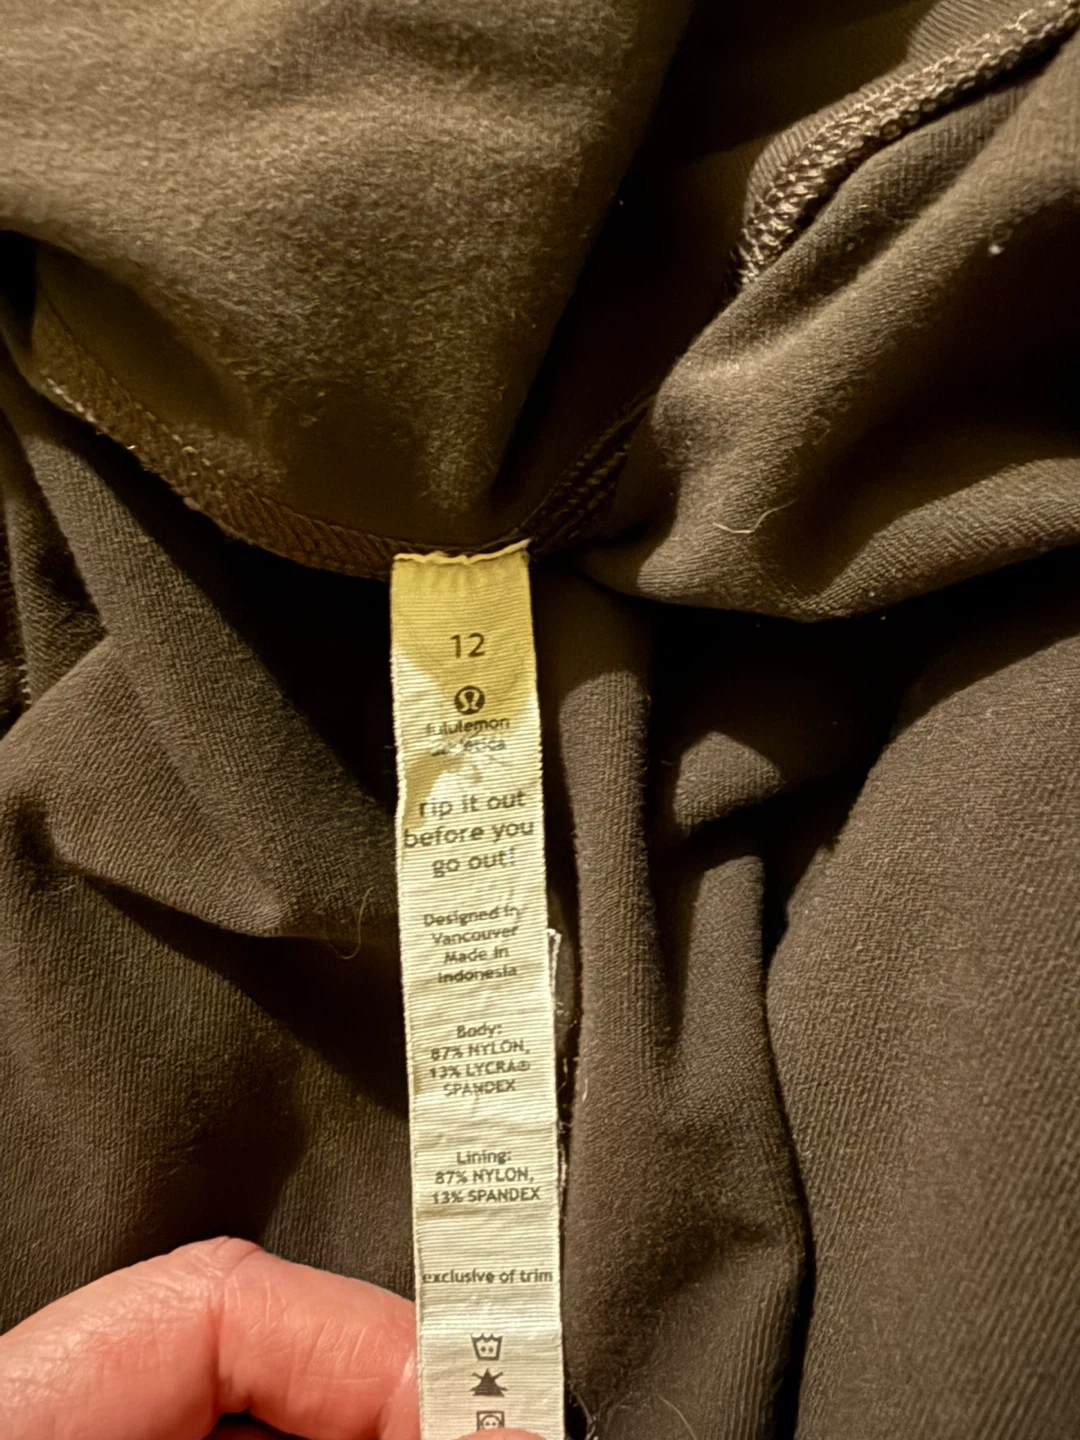 12
lululemon
rip it out
before you
go out!
Designed in
Vancouver
Made in
Indonesia
Body:
87% NYLON,
13% LYCRA®
SPANDEX
Lining:
87% NYLON,
13% SPANDEX
exclusive of trim